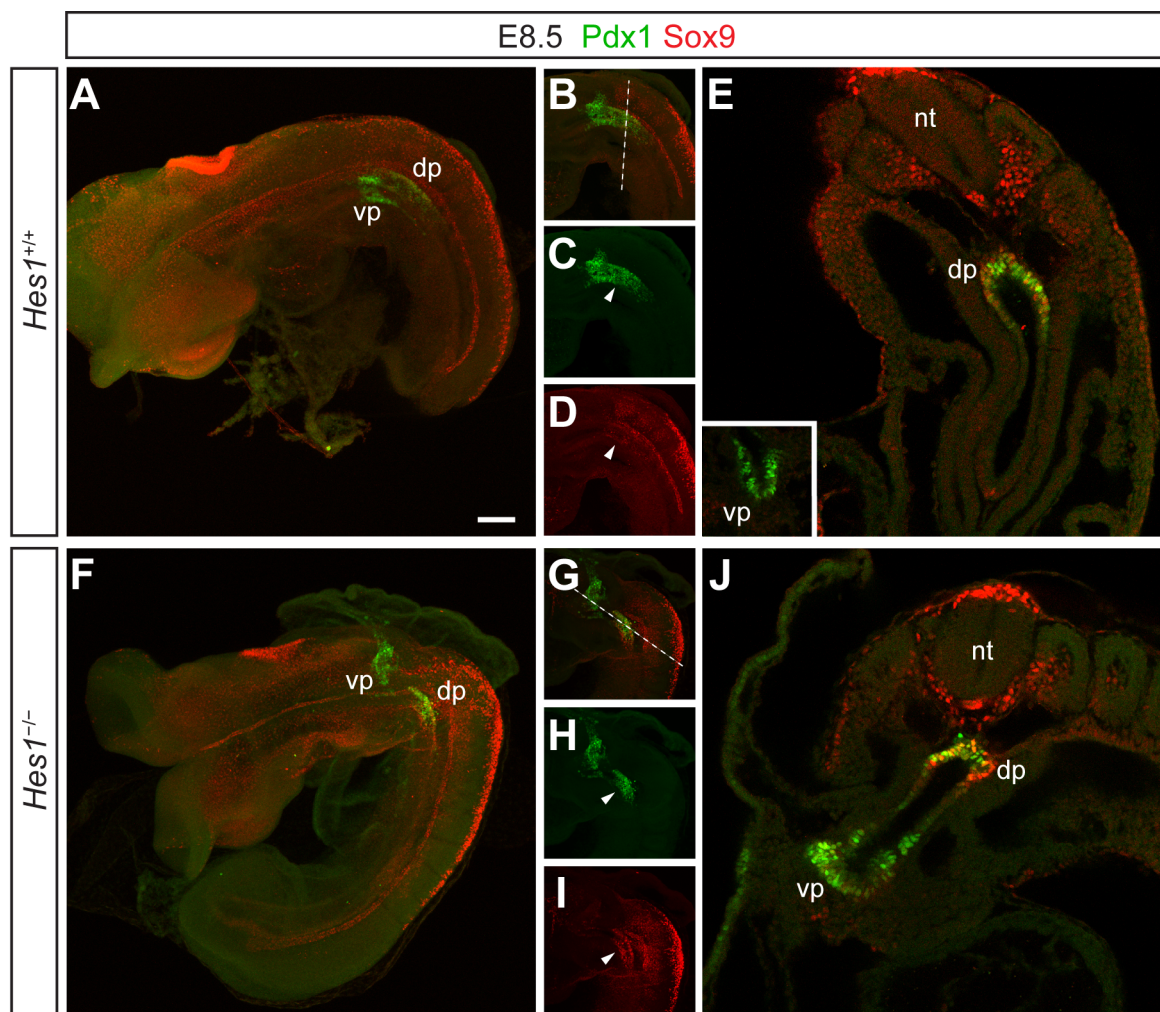 E8.5 Pdx1 Sox9
Hes1+/+
A
dp
vp
B
C
D
E
nt
dp
vp
Hes1–/–
F
vp
dp
G
H
I
J
nt
dp
vp